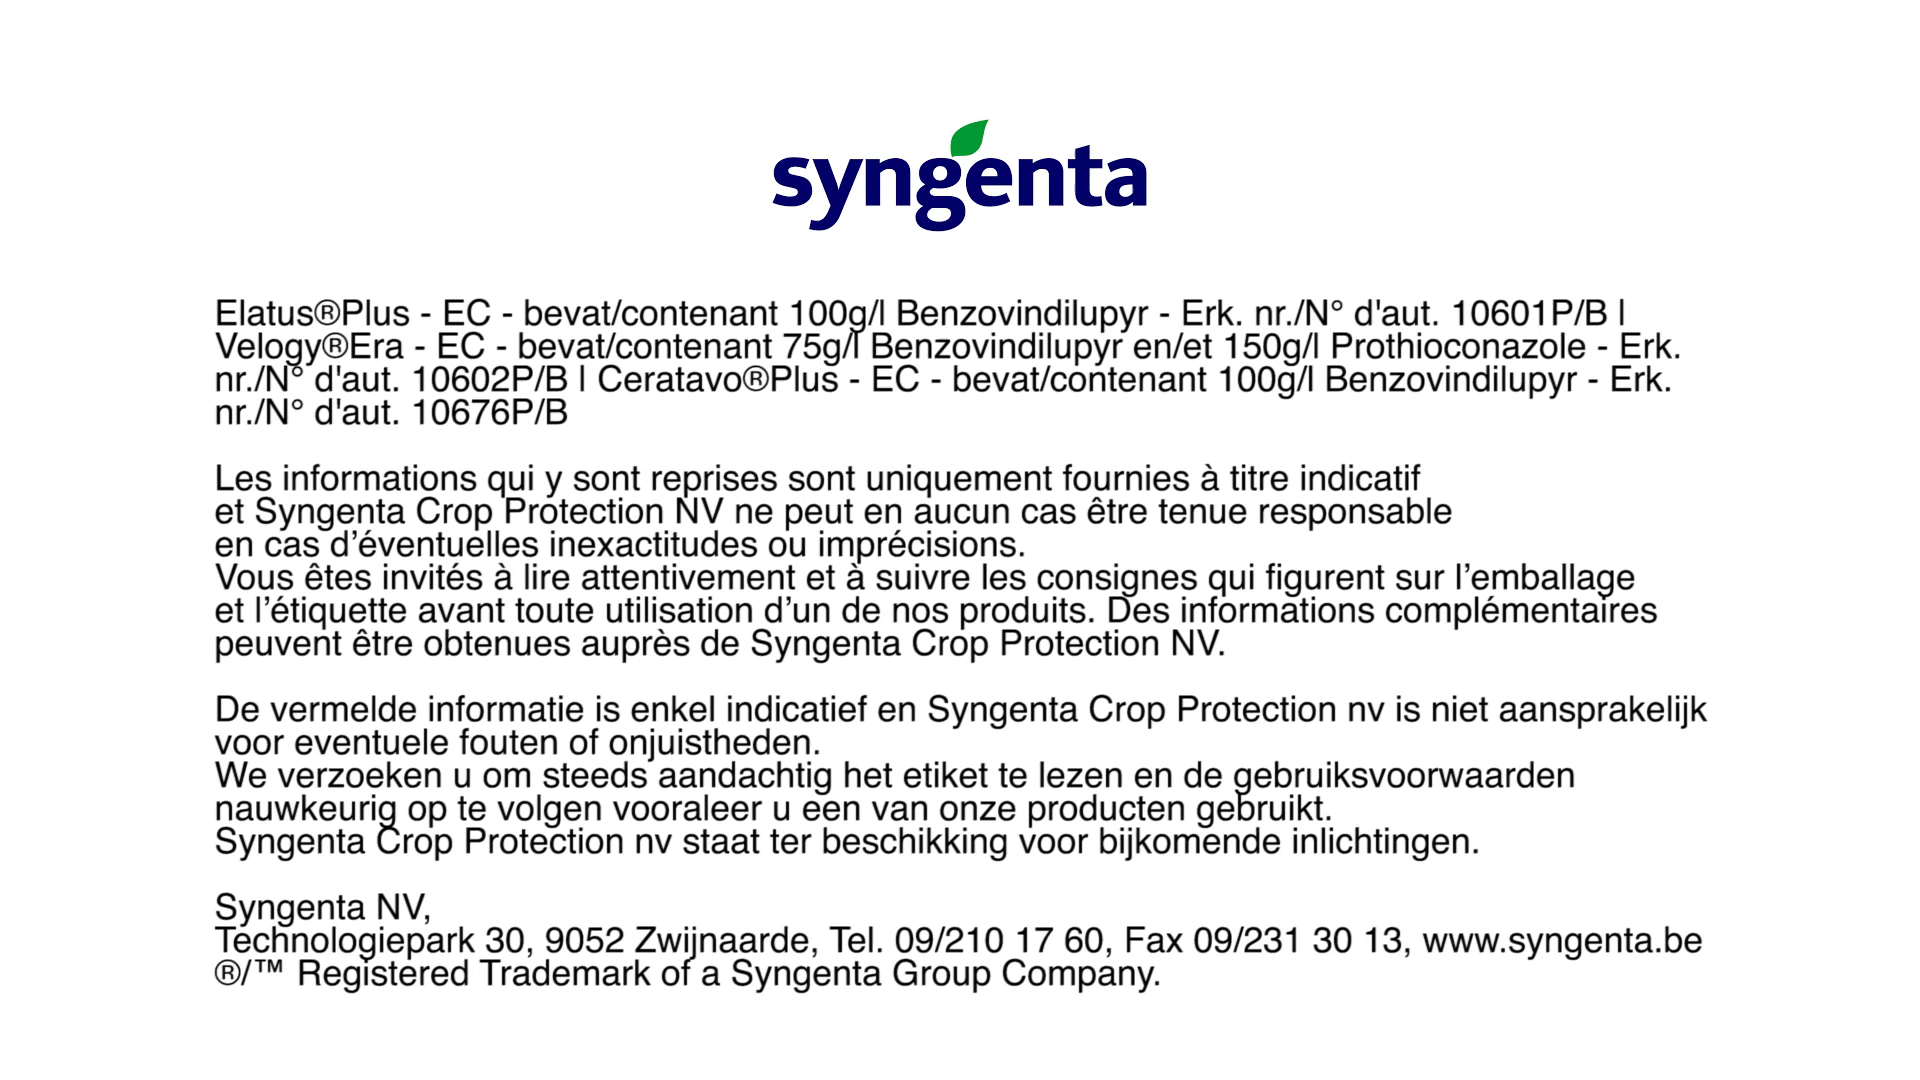 syngenta
Elatus®Plus - EC - bevat/contenant 100g/l Benzovindilupyr - Erk. nr./N° d'aut. 10601P/B l
Velogy®Era - EC - bevat/contenant 75g/l Benzovindilupyr en/et 150g/l Prothioconazole - Erk.
nr./N° d'aut. 10602P/B l Ceratavo®Plus - EC - bevat/contenant 100g/l Benzovindilupyr - Erk.
nr./N° d'aut. 10676P/B
Les informations qui y sont reprises sont uniquement fournies à titre indicatif
et Syngenta Crop Protection NV ne peut en aucun cas être tenue responsable
en cas d’éventuelles inexactitudes ou imprécisions.
Vous êtes invités à lire attentivement et à suivre les consignes qui figurent sur l’emballage
et l’étiquette avant toute utilisation d’un de nos produits. Des informations complémentaires
peuvent être obtenues auprès de Syngenta Crop Protection NV.
De vermelde informatie is enkel indicatief en Syngenta Crop Protection nv is niet aansprakelijk
voor eventuele fouten of onjuistheden.
We verzoeken u om steeds aandachtig het etiket te lezen en de gebruiksvoorwaarden
nauwkeurig op te volgen vooraleer u een van onze producten gebruikt.
Syngenta Crop Protection nv staat ter beschikking voor bijkomende inlichtingen.
Syngenta NV,
Technologiepark 30, 9052 Zwijnaarde, Tel. 09/210 17 60, Fax 09/231 30 13, www.syngenta.be
®/™ Registered Trademark of a Syngenta Group Company.